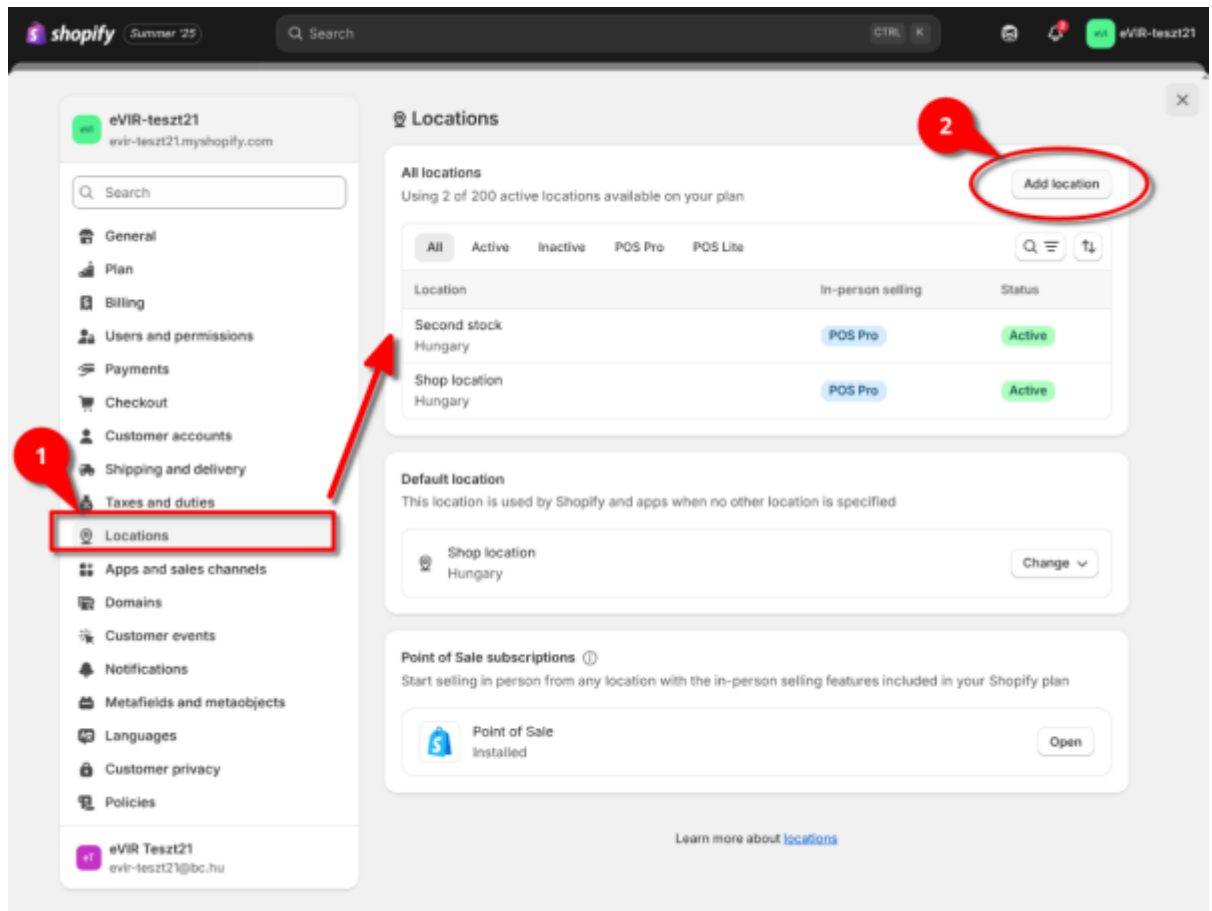 shopify Summer '25
Search
CTRL K
eVIR-teszt21
eVIR-teszt21
evir-teszt21.myshopify.com
Search
General
Plan
Billing
Users and permissions
Payments
Checkout
Customer accounts
Shipping and delivery
Taxes and duties
Locations
Apps and sales channels
Domains
Customer events
Notifications
Metafields and metaobjects
Languages
Customer privacy
Policies
eT
eVIR Teszt21
evir-teszt21@bc.hu
1
Locations
2
All locations
Using 2 of 200 active locations available on your plan
Add location
All Active Inactive POS Pro POS Lite
Location In-person selling Status
Second stock
Hungary
POS Pro Active
Shop location
Hungary
POS Pro Active
Default location
This location is used by Shopify and apps when no other location is specified
Shop location
Hungary
Change
Point of Sale subscriptions
Start selling in person from any location with the in-person selling features included in your Shopify plan
Point of Sale
Installed
Open
Learn more about locations